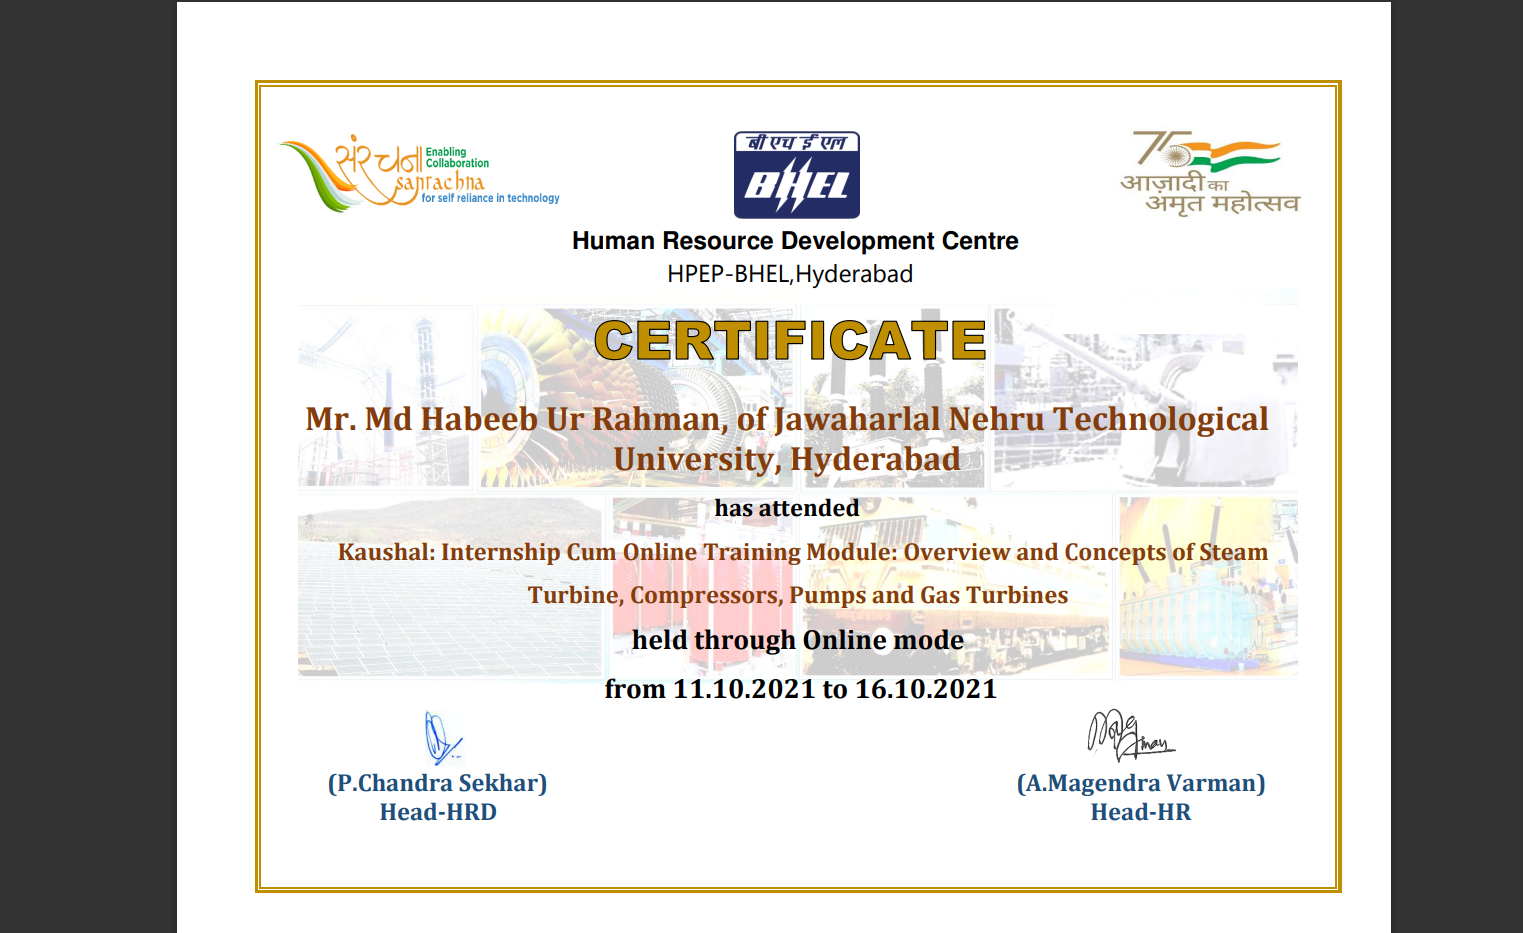 संरचना
Enabling
Collaboration
sanrachna
for self reliance in technology
बी एच ई एल
BHEL
75
आज़ादी का
अमृत महोत्सव
Human Resource Development Centre
HPEP-BHEL,Hyderabad
CERTIFICATE
Mr. Md Habeeb Ur Rahman, of Jawaharlal Nehru Technological
University, Hyderabad
has attended
Kaushal: Internship Cum Online Training Module: Overview and Concepts of Steam
Turbine, Compressors, Pumps and Gas Turbines
held through Online mode
from 11.10.2021 to 16.10.2021
(P.Chandra Sekhar)
Head-HRD
(A.Magendra Varman)
Head-HR